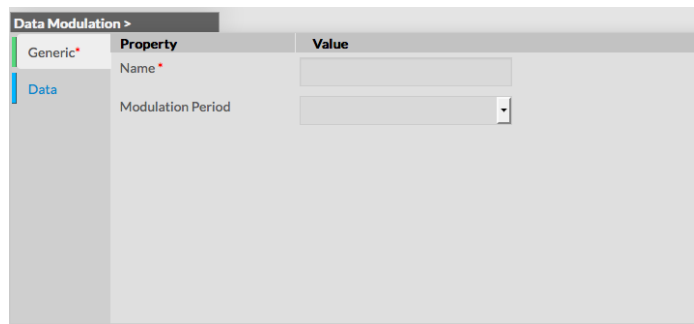 Data Modulation >
Generic*
Data
Property Value
Name *
Modulation Period